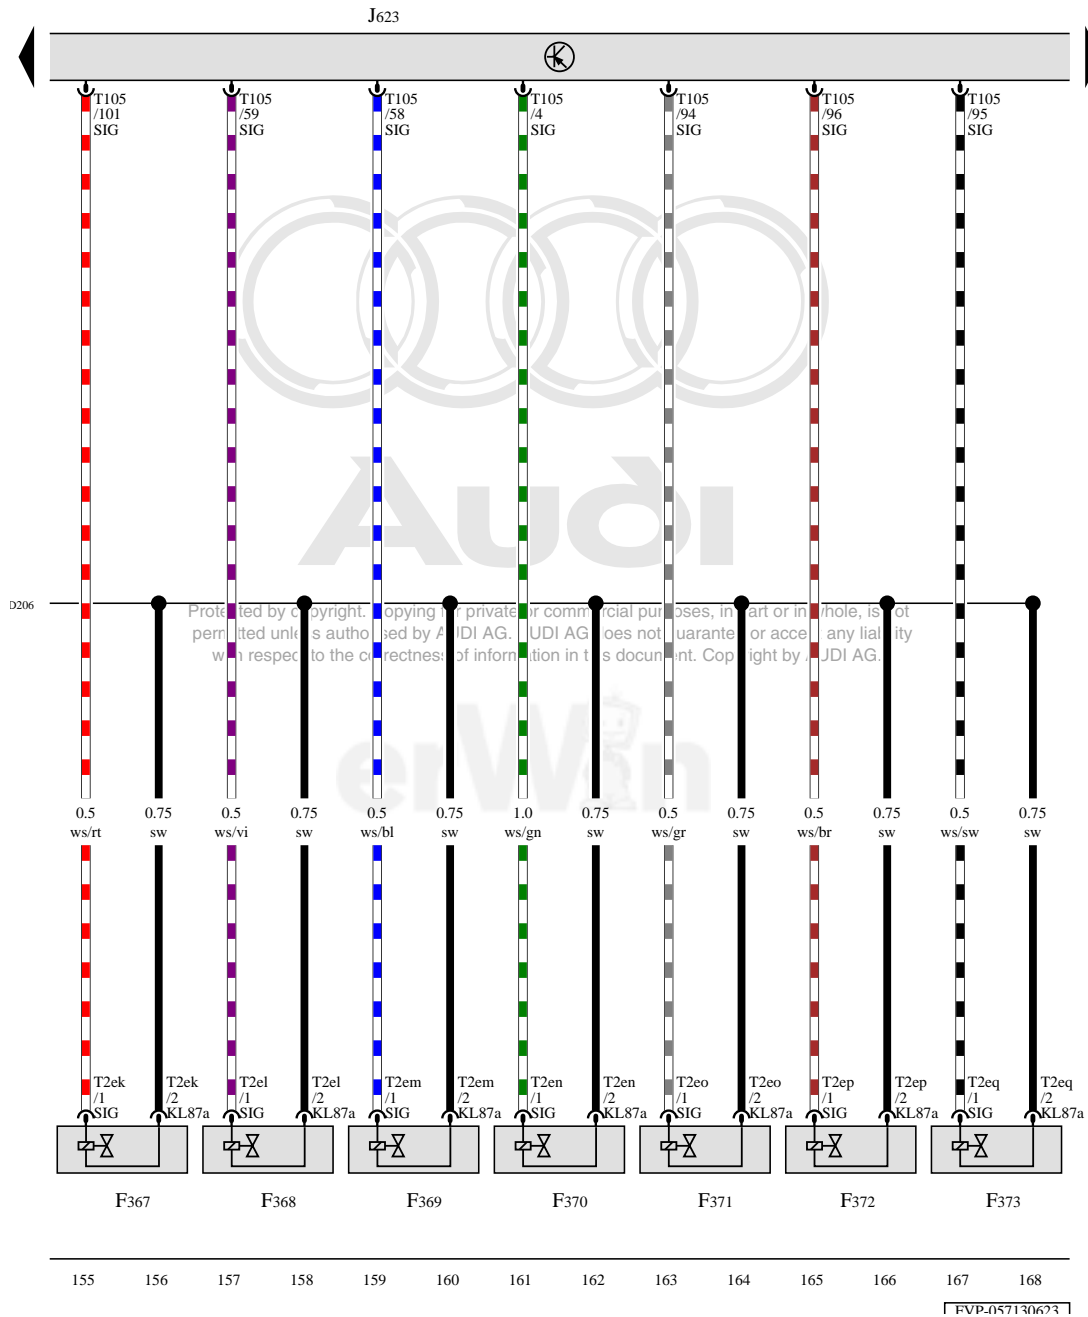 J623
T105 T105 T105 T105 T105 T105 T105
/101 /59 /58 /4 /94 /96 /95
SIG SIG SIG SIG SIG SIG SIG
Audi
D206
erWin
0.5 0.75 0.5 0.75 0.5 0.75 1.0 0.75 0.5 0.75 0.5 0.75 0.5 0.75
ws/rt sw ws/vi sw ws/bl sw ws/gn sw ws/gr sw ws/br sw ws/sw sw
T2ek T2ek T2el T2el T2em T2em T2en T2en T2eo T2eo T2ep T2ep T2eq T2eq
/1 /2 /1 /2 /1 /2 /1 /2 /1 /2 /1 /2 /1 /2
SIG KL87a SIG KL87a SIG KL87a SIG KL87a SIG KL87a SIG KL87a SIG KL87a
F367 F368 F369 F370 F371 F372 F373
155 156 157 158 159 160 161 162 163 164 165 166 167 168